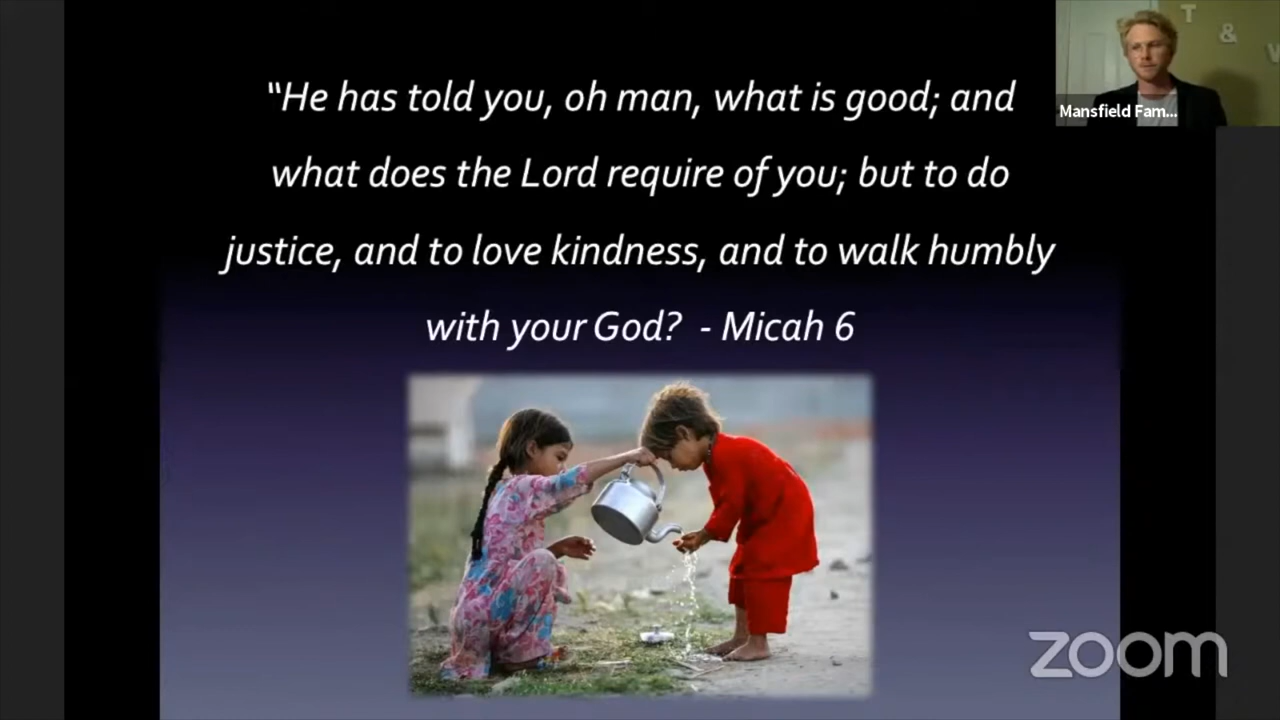 “He has told you, oh man, what is good; and
what does the Lord require of you; but to do
justice, and to love kindness, and to walk humbly
with your God?  - Micah 6
T
&
Mansfield Fam...
zoom